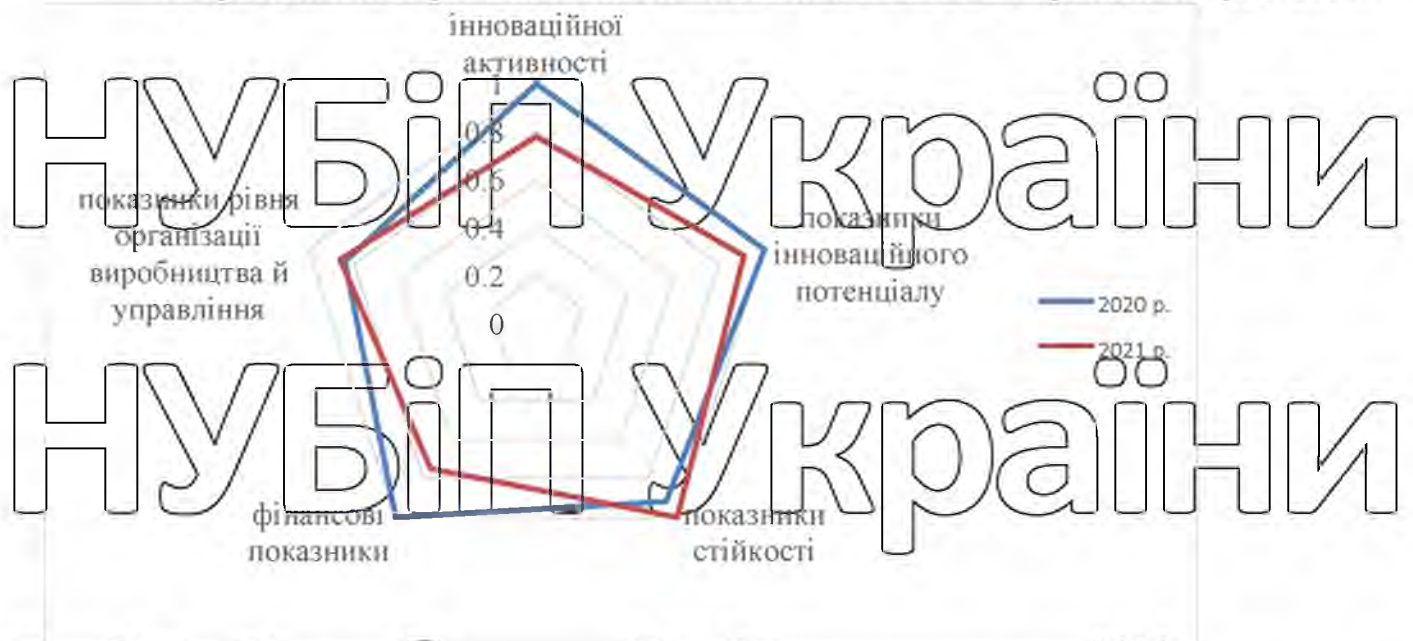 інноваційної
активності
НУБіП України
1
0.8
0.6
0.4
0.2
0
показники рівня
організації
виробництва й
управління
показники
інноваційного
потенціалу
2020 р.
2021 р.
НУБіП України
фінансові
показники
показники
стійкості